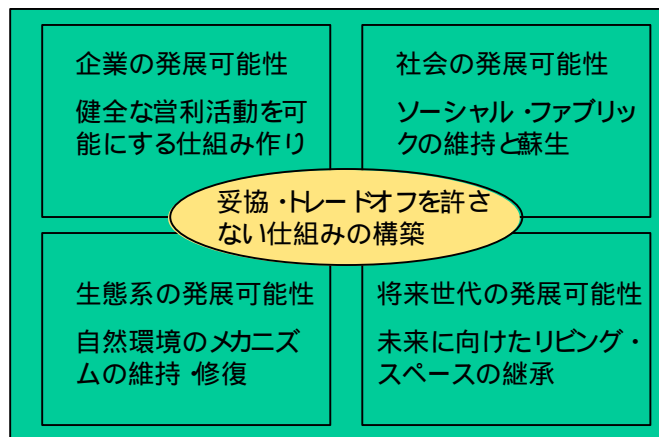 企業の発展可能性
健全な営利活動を可
能にする仕組み作り
社会の発展可能性
ソーシャル・ファブリッ
クの維持と蘇生
妥協・トレードオフを許さ
ない仕組みの構築
生態系の発展可能性
自然環境のメカニズ
ムの維持・修復
将来世代の発展可能性
未来に向けたリビング・
スペースの継承